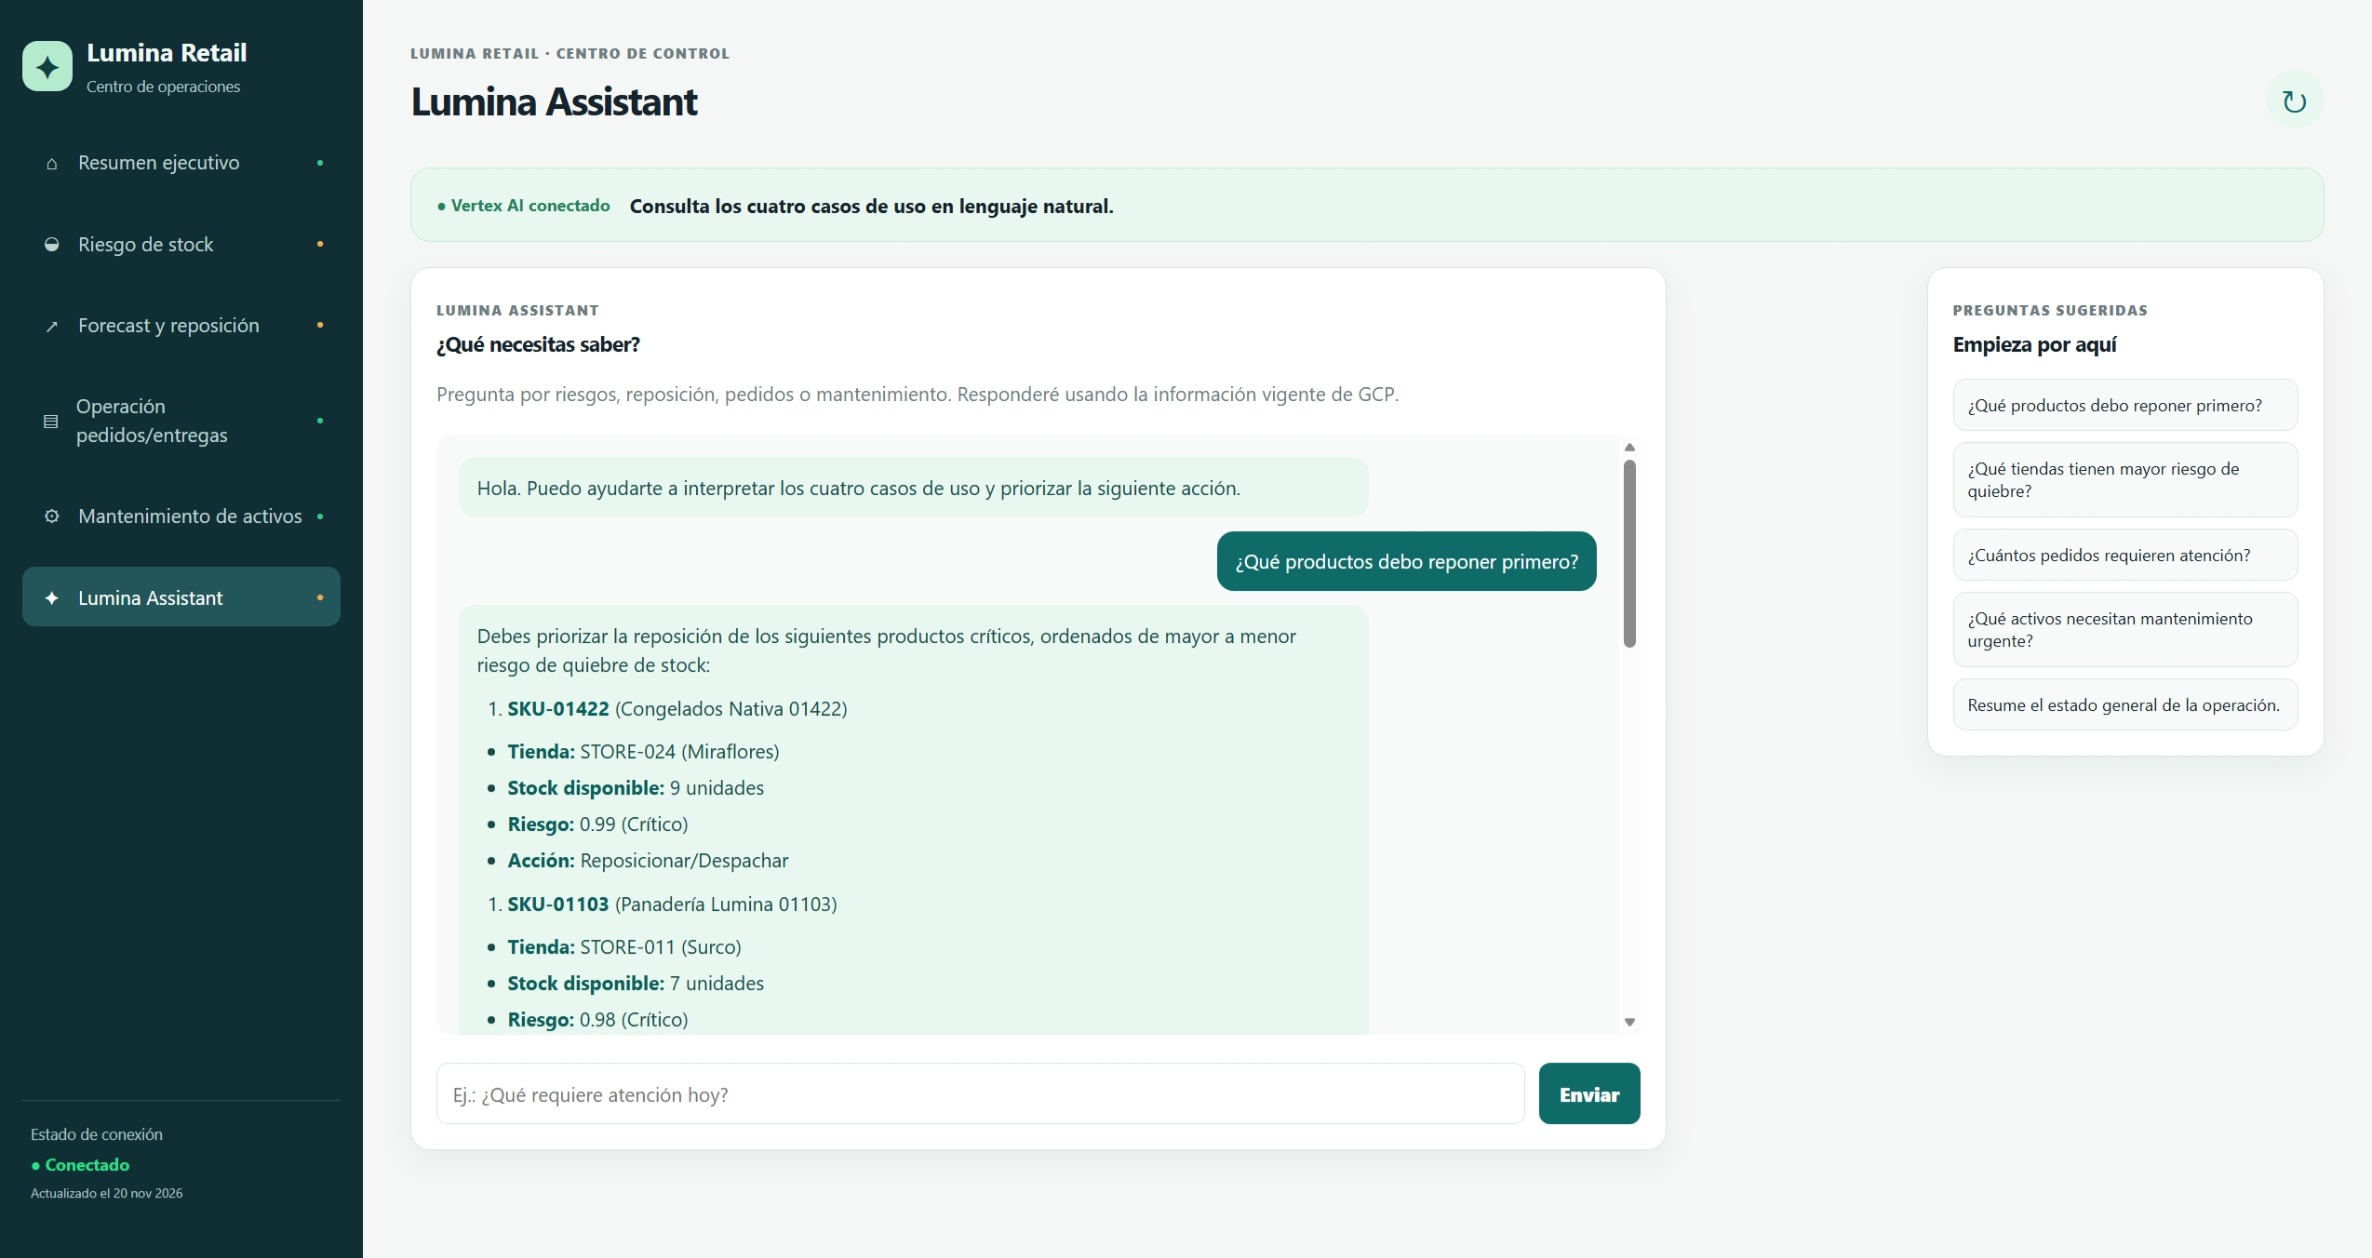 Lumina Retail
Centro de operaciones
Resumen ejecutivo
Riesgo de stock
Forecast y reposición
Operación
pedidos/entregas
Mantenimiento de activos
Lumina Assistant
Estado de conexión
● Conectado
Actualizado el 20 nov 2026
LUMINA RETAIL · CENTRO DE CONTROL
Lumina Assistant
● Vertex AI conectado Consulta los cuatro casos de uso en lenguaje natural.
LUMINA ASSISTANT
¿Qué necesitas saber?
Pregunta por riesgos, reposición, pedidos o mantenimiento. Responderé usando la información vigente de GCP.
Hola. Puedo ayudarte a interpretar los cuatro casos de uso y priorizar la siguiente acción.
¿Qué productos debo reponer primero?
Debes priorizar la reposición de los siguientes productos críticos, ordenados de mayor a menor
riesgo de quiebre de stock:
1. SKU-01422 (Congelados Nativa 01422)
• Tienda: STORE-024 (Miraflores)
• Stock disponible: 9 unidades
• Riesgo: 0.99 (Crítico)
• Acción: Reposicionar/Despachar
1. SKU-01103 (Panadería Lumina 01103)
• Tienda: STORE-011 (Surco)
• Stock disponible: 7 unidades
• Riesgo: 0.98 (Crítico)
Ej.: ¿Qué requiere atención hoy?
Enviar
PREGUNTAS SUGERIDAS
Empieza por aquí
¿Qué productos debo reponer primero?
¿Qué tiendas tienen mayor riesgo de
quiebre?
¿Cuántos pedidos requieren atención?
¿Qué activos necesitan mantenimiento
urgente?
Resume el estado general de la operación.